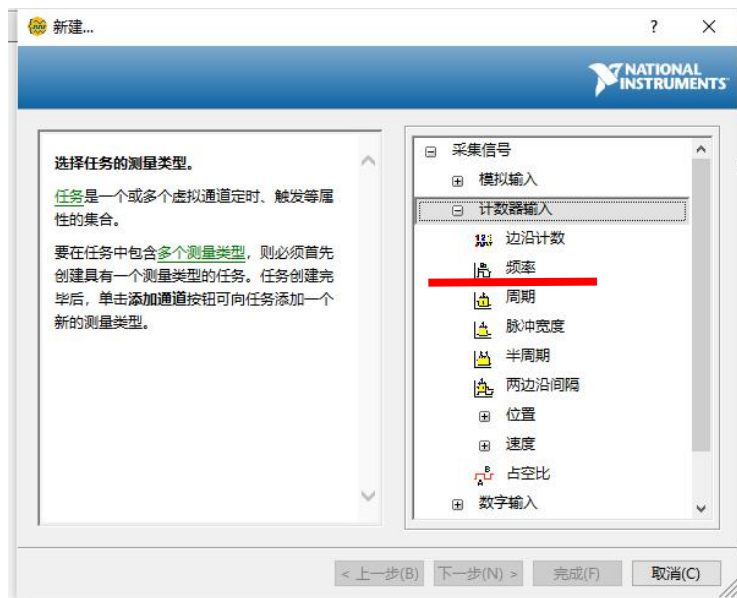 新建...
NATIONAL
INSTRUMENTS
选择任务的测量类型。
任务是一个或多个虚拟通道定时、触发等属
性的集合。
要在任务中包含多个测量类型，则必须首先
创建具有一个测量类型的任务。任务创建完
毕后，单击添加通道按钮可向任务添加一个
新的测量类型。
采集信号
模拟输入
计数器输入
边沿计数
频率
周期
脉冲宽度
半周期
两边沿间隔
位置
速度
占空比
数字输入
< 上一步(B)
下一步(N) >
完成(F)
取消(C)